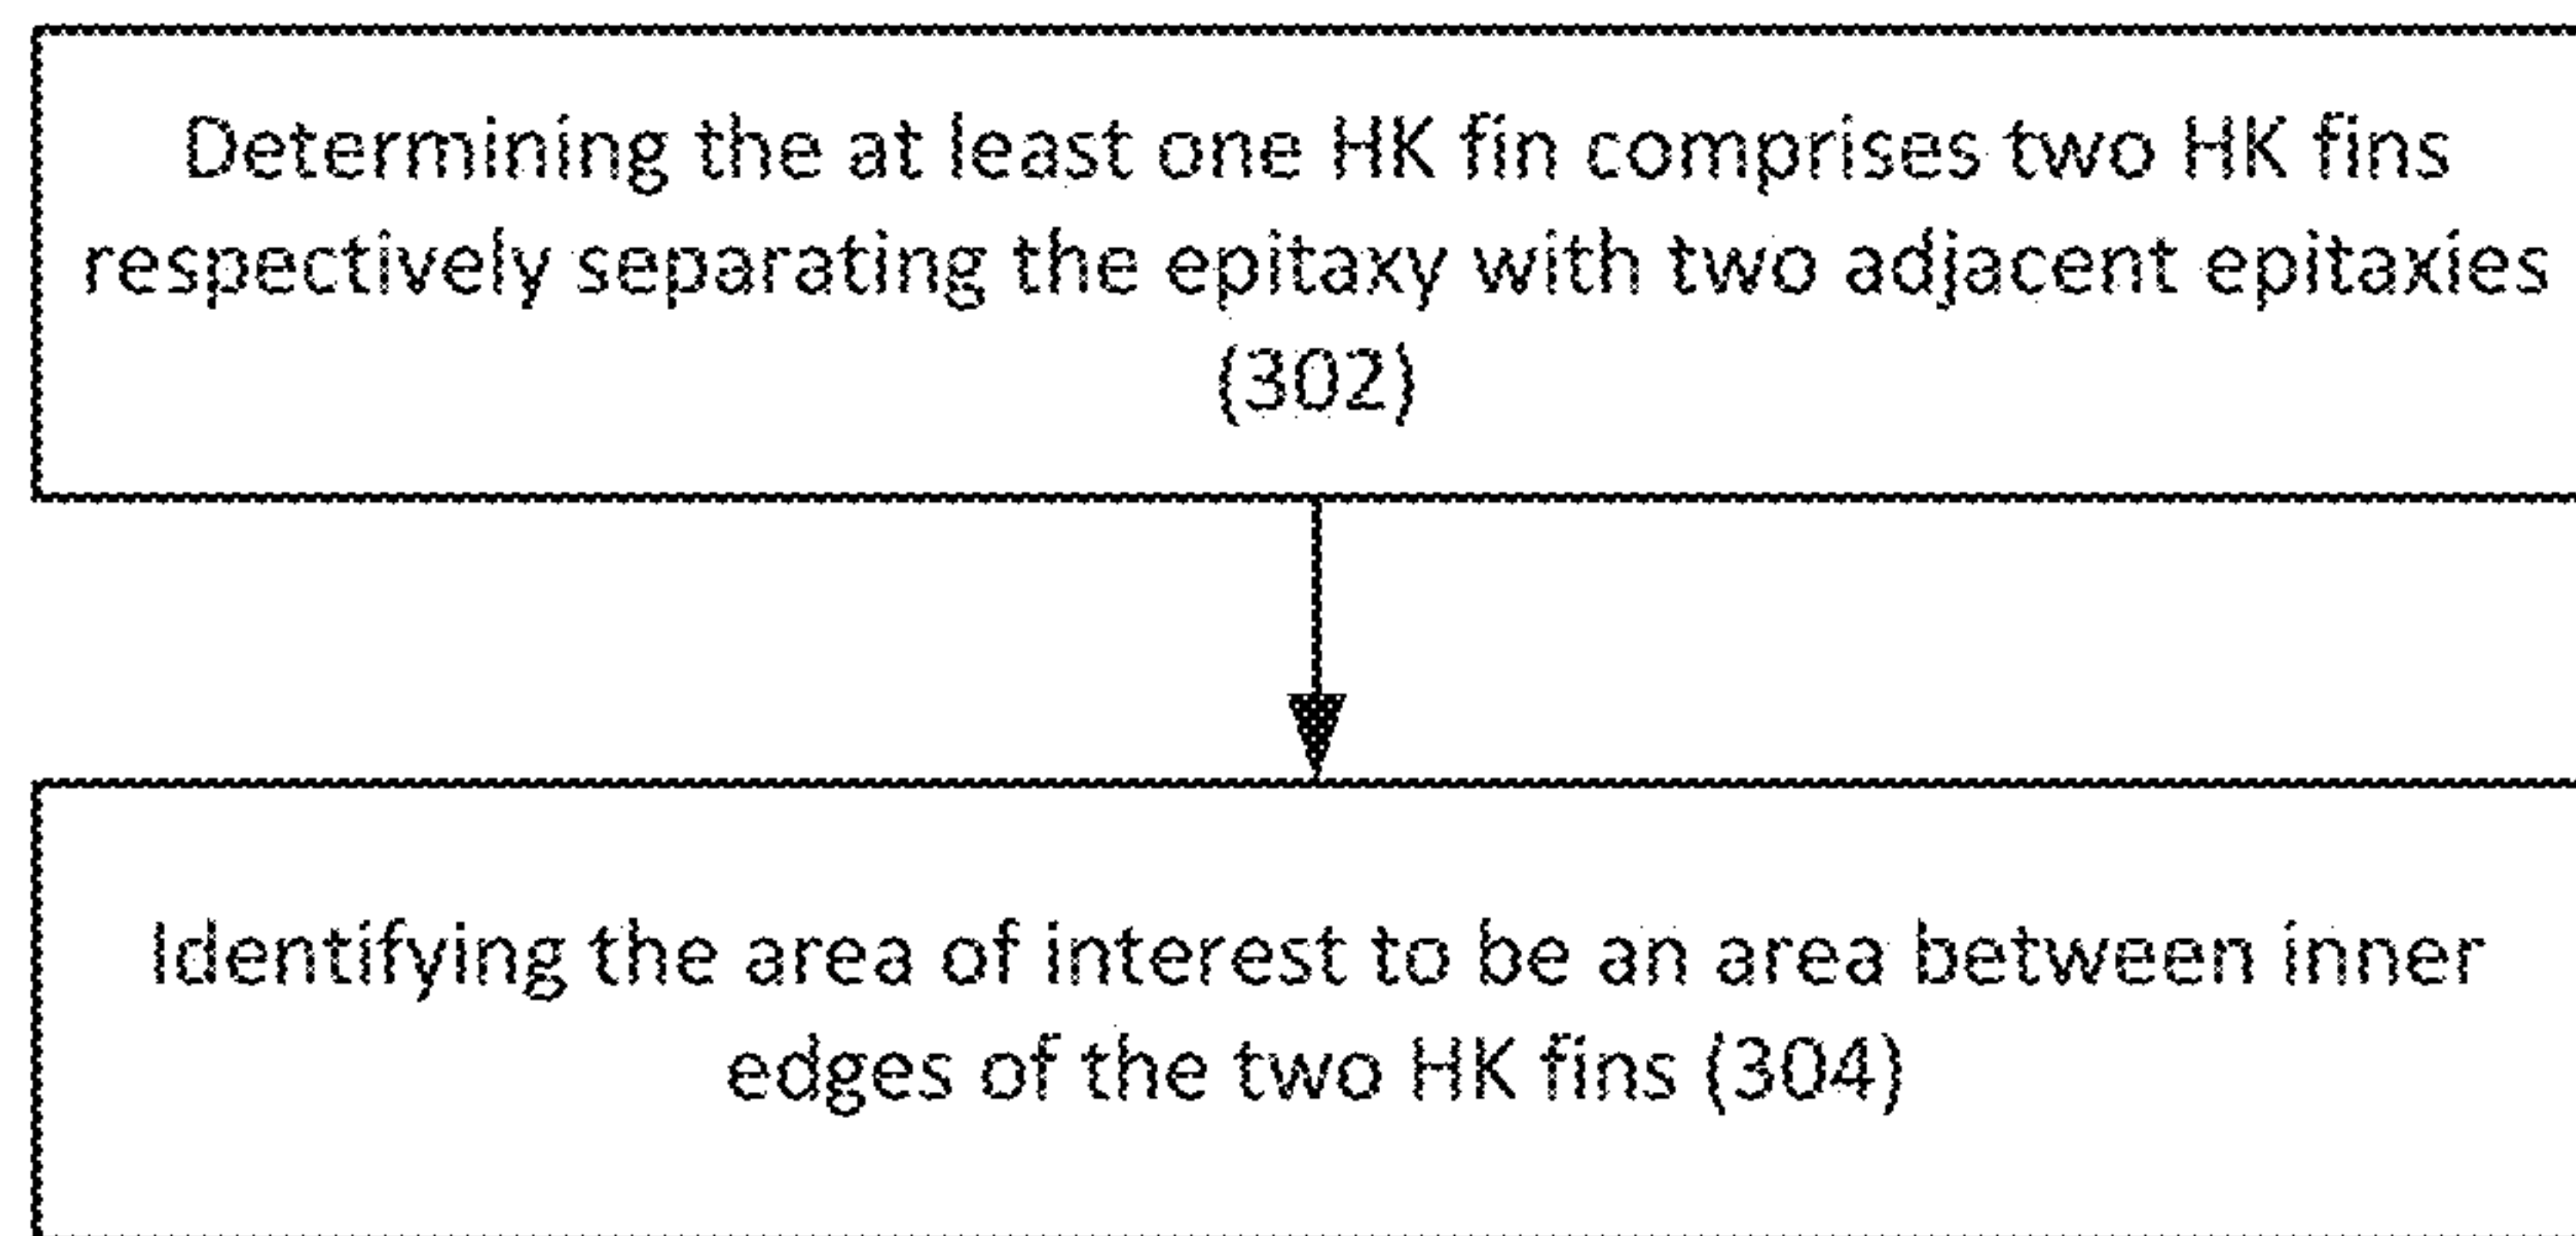 Determining the at least one HK fin comprises two HK fins
respectively separating the epitaxy with two adjacent epitaxies
(302)
Identifying the area of interest to be an area between inner
edges of the two HK fins (304)